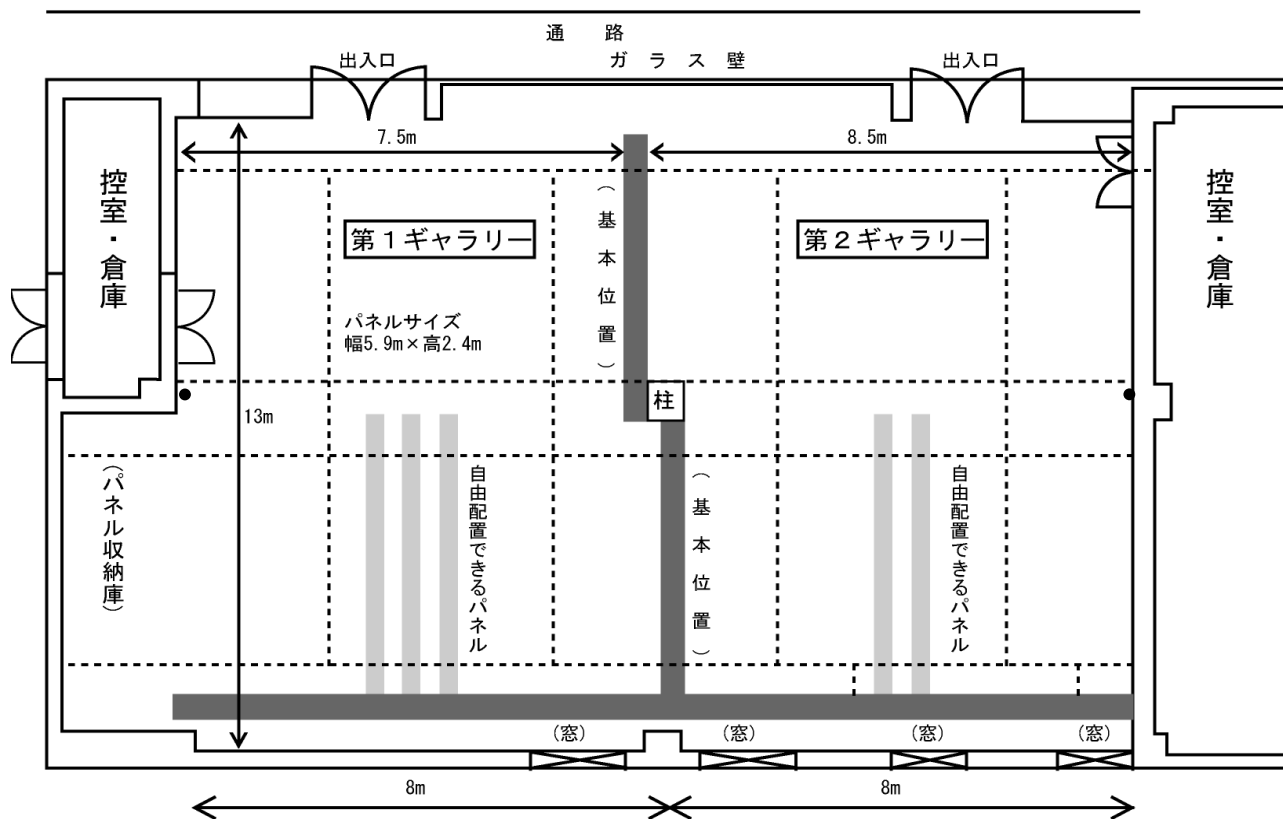 通　路
ガ ラ ス 壁
出入口
出入口
7.5m
8.5m
控室・倉庫
控室・倉庫
第１ギャラリー
(基本位置)
第２ギャラリー
パネルサイズ
幅5.9m×高2.4m
柱
13m
(パネル収納庫)
自由配置できるパネル
(基本位置)
自由配置できるパネル
(窓)
(窓)
(窓)
(窓)
8m
8m